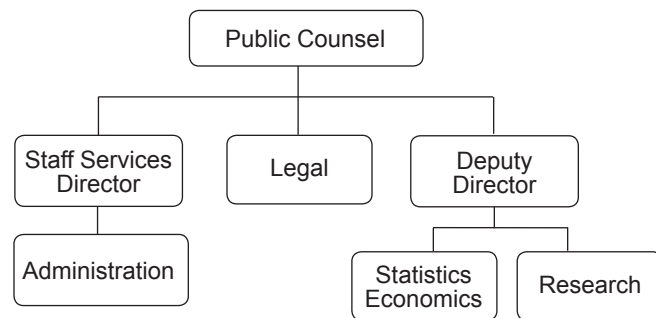 Public Counsel
Staff Services
Director
Legal
Deputy
Director
Administration
Statistics
Economics
Research